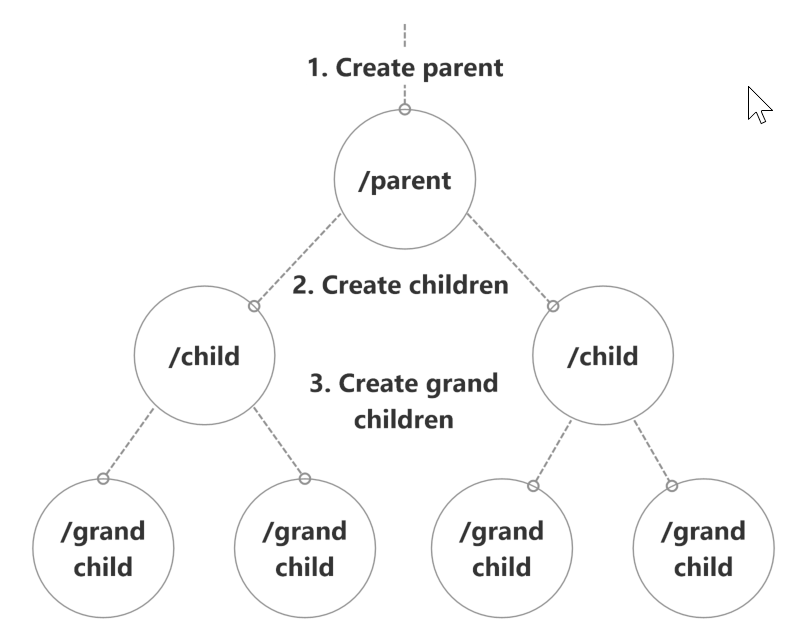 1. Create parent
/parent
2. Create children
/child
/child
3. Create grand
children
/grand
child
/grand
child
/grand
child
/grand
child